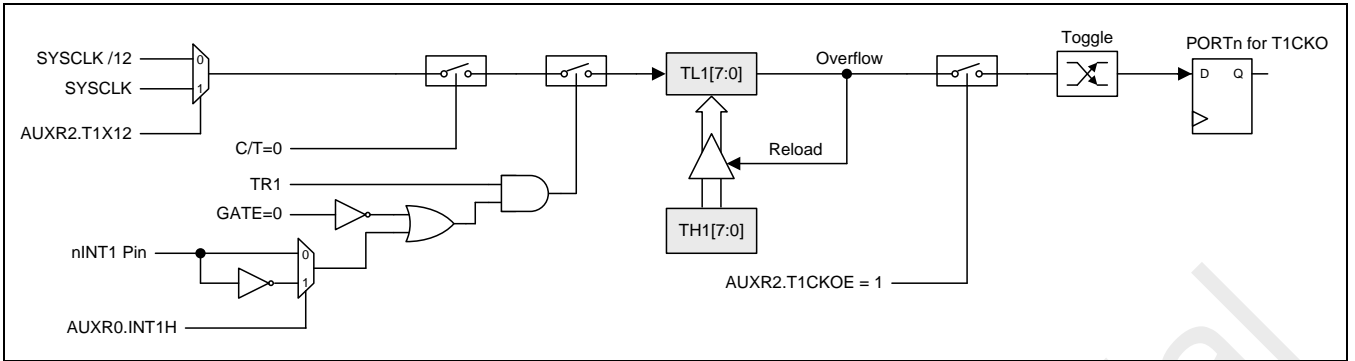 SYSCLK /12
0
SYSCLK
1
AUXR2.T1X12
C/T=0
TR1
GATE=0
nINT1 Pin
0
1
AUXR0.INT1H
TL1[7:0]
Overflow
Reload
TH1[7:0]
AUXR2.T1CKOE = 1
Toggle
PORTn for T1CKO
D Q